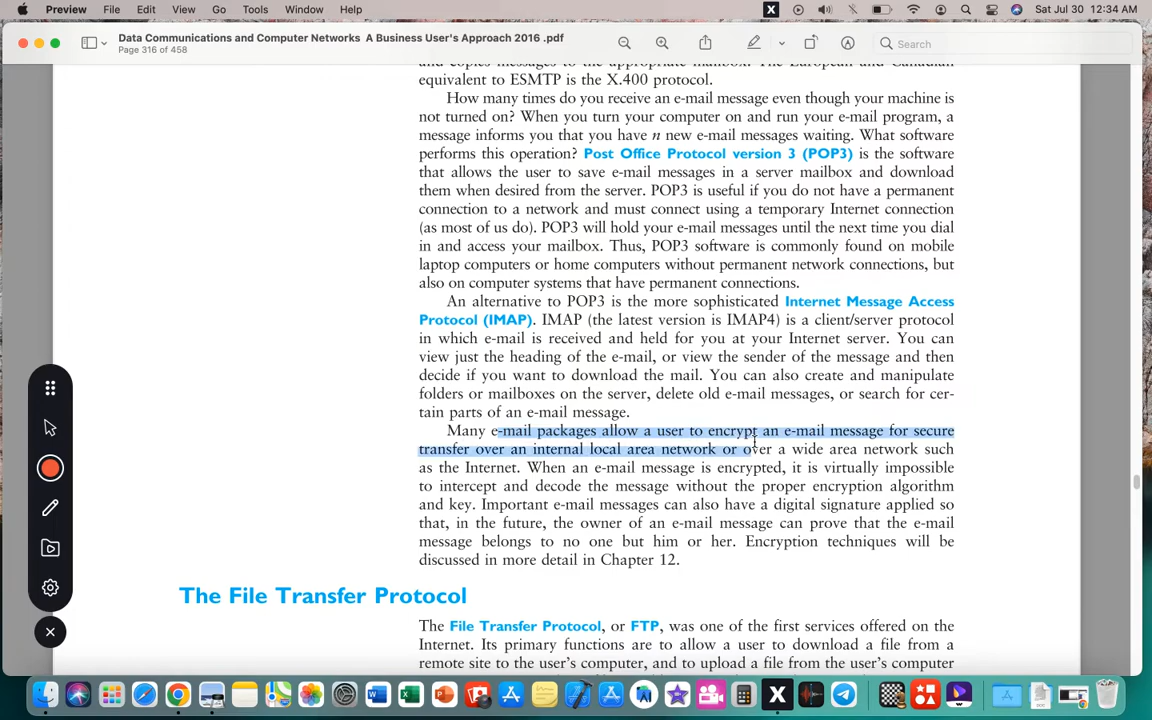 Preview File Edit View Go Tools Window Help X Sat Jul 30 12:34 AM
Data Communications and Computer Networks A Business User's Approach 2016 .pdf
Page 316 of 458
Search
and copies messages to the appropriate mailbox. The European and Canadian
equivalent to ESMTP is the X.400 protocol.
How many times do you receive an e-mail message even though your machine is
not turned on? When you turn your computer on and run your e-mail program, a
message informs you that you have n new e-mail messages waiting. What software
performs this operation? Post Office Protocol version 3 (POP3) is the software
that allows the user to save e-mail messages in a server mailbox and download
them when desired from the server. POP3 is useful if you do not have a permanent
connection to a network and must connect using a temporary Internet connection
(as most of us do). POP3 will hold your e-mail messages until the next time you dial
in and access your mailbox. Thus, POP3 software is commonly found on mobile
laptop computers or home computers without permanent network connections, but
also on computer systems that have permanent connections.
An alternative to POP3 is the more sophisticated Internet Message Access
Protocol (IMAP). IMAP (the latest version is IMAP4) is a client/server protocol
in which e-mail is received and held for you at your Internet server. You can
view just the heading of the e-mail, or view the sender of the message and then
decide if you want to download the mail. You can also create and manipulate
folders or mailboxes on the server, delete old e-mail messages, or search for cer-
tain parts of an e-mail message.
Many e-mail packages allow a user to encrypt an e-mail message for secure
transfer over an internal local area network or over a wide area network such
as the Internet. When an e-mail message is encrypted, it is virtually impossible
to intercept and decode the message without the proper encryption algorithm
and key. Important e-mail messages can also have a digital signature applied so
that, in the future, the owner of an e-mail message can prove that the e-mail
message belongs to no one but him or her. Encryption techniques will be
discussed in more detail in Chapter 12.
The File Transfer Protocol
The File Transfer Protocol, or FTP, was one of the first services offered on the
Internet. Its primary functions are to allow a user to download a file from a
remote site to the user's computer, and to upload a file from the user's computer